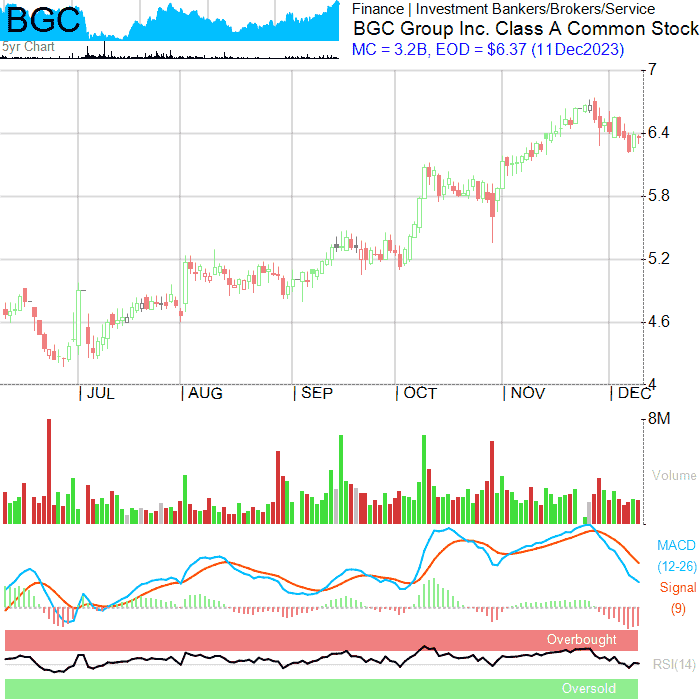 BGC
5yr Chart
Finance | Investment Bankers/Brokers/Service
BGC Group Inc. Class A Common Stock
MC = 3.2B, EOD = $6.37 (11Dec2023)
7
6.4
5.8
5.2
4.6
4
| JUL | AUG | SEP | OCT | NOV | DEC
8M
Volume
MACD
(12-26)
Signal
(9)
Overbought
RSI(14)
Oversold